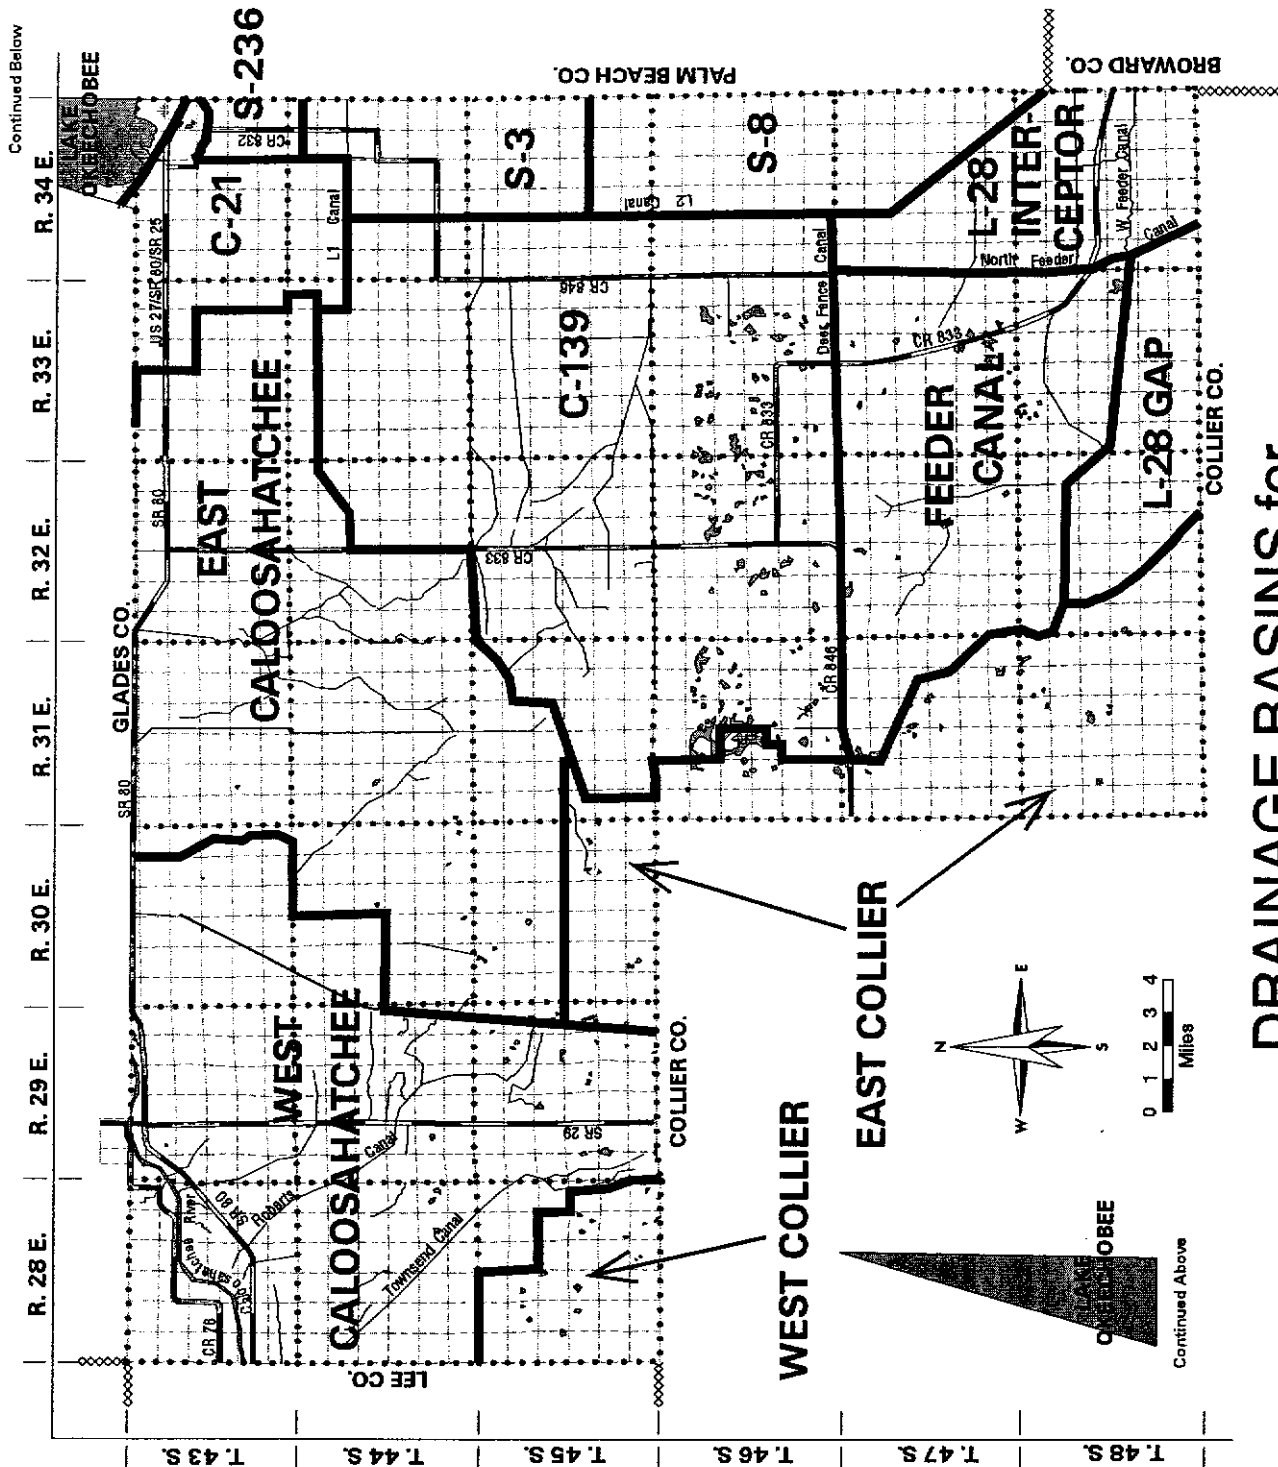 Continued Below
R. 28 E.
R. 29 E.
R. 30 E.
R. 31 E.
R. 32 E.
R. 33 E.
R. 34 E.
T. 43 S.
T. 44 S.
T. 45 S.
T. 46 S.
T. 47 S.
T. 48 S.
LAKE
OKEECHOBEE
S-236
GLADES CO.
PALM BEACH CO.
BROWARD CO.
COLLIER CO.
COLLIER CO.
LEE CO.
C-21
S-3
S-8
C-139
EAST
CALOOSAHATCHEE
WEST
CALOOSAHATCHEE
L-28
INTER-
CEPTOR
FEEDER
CANAL
L-28 GAP
WEST COLLIER
EAST COLLIER
US 27/SR 80/SR 25
SR 80
SR 80
SR 80
CR 832
L1 Canal
L2 Canal
CR 846
CR 846
CR 833
CR 833
CR 833
Deer Fence Canal
North Feeder Canal
W. Feeder Canal
SR 29
CR 78
Caloosahatchee River
Roberts Canal
Townsend Canal
N
E
S
W
0 1 2 3 4
Miles
LAKE
OKEECHOBEE
Continued Above
DRAINAGE BASINS for